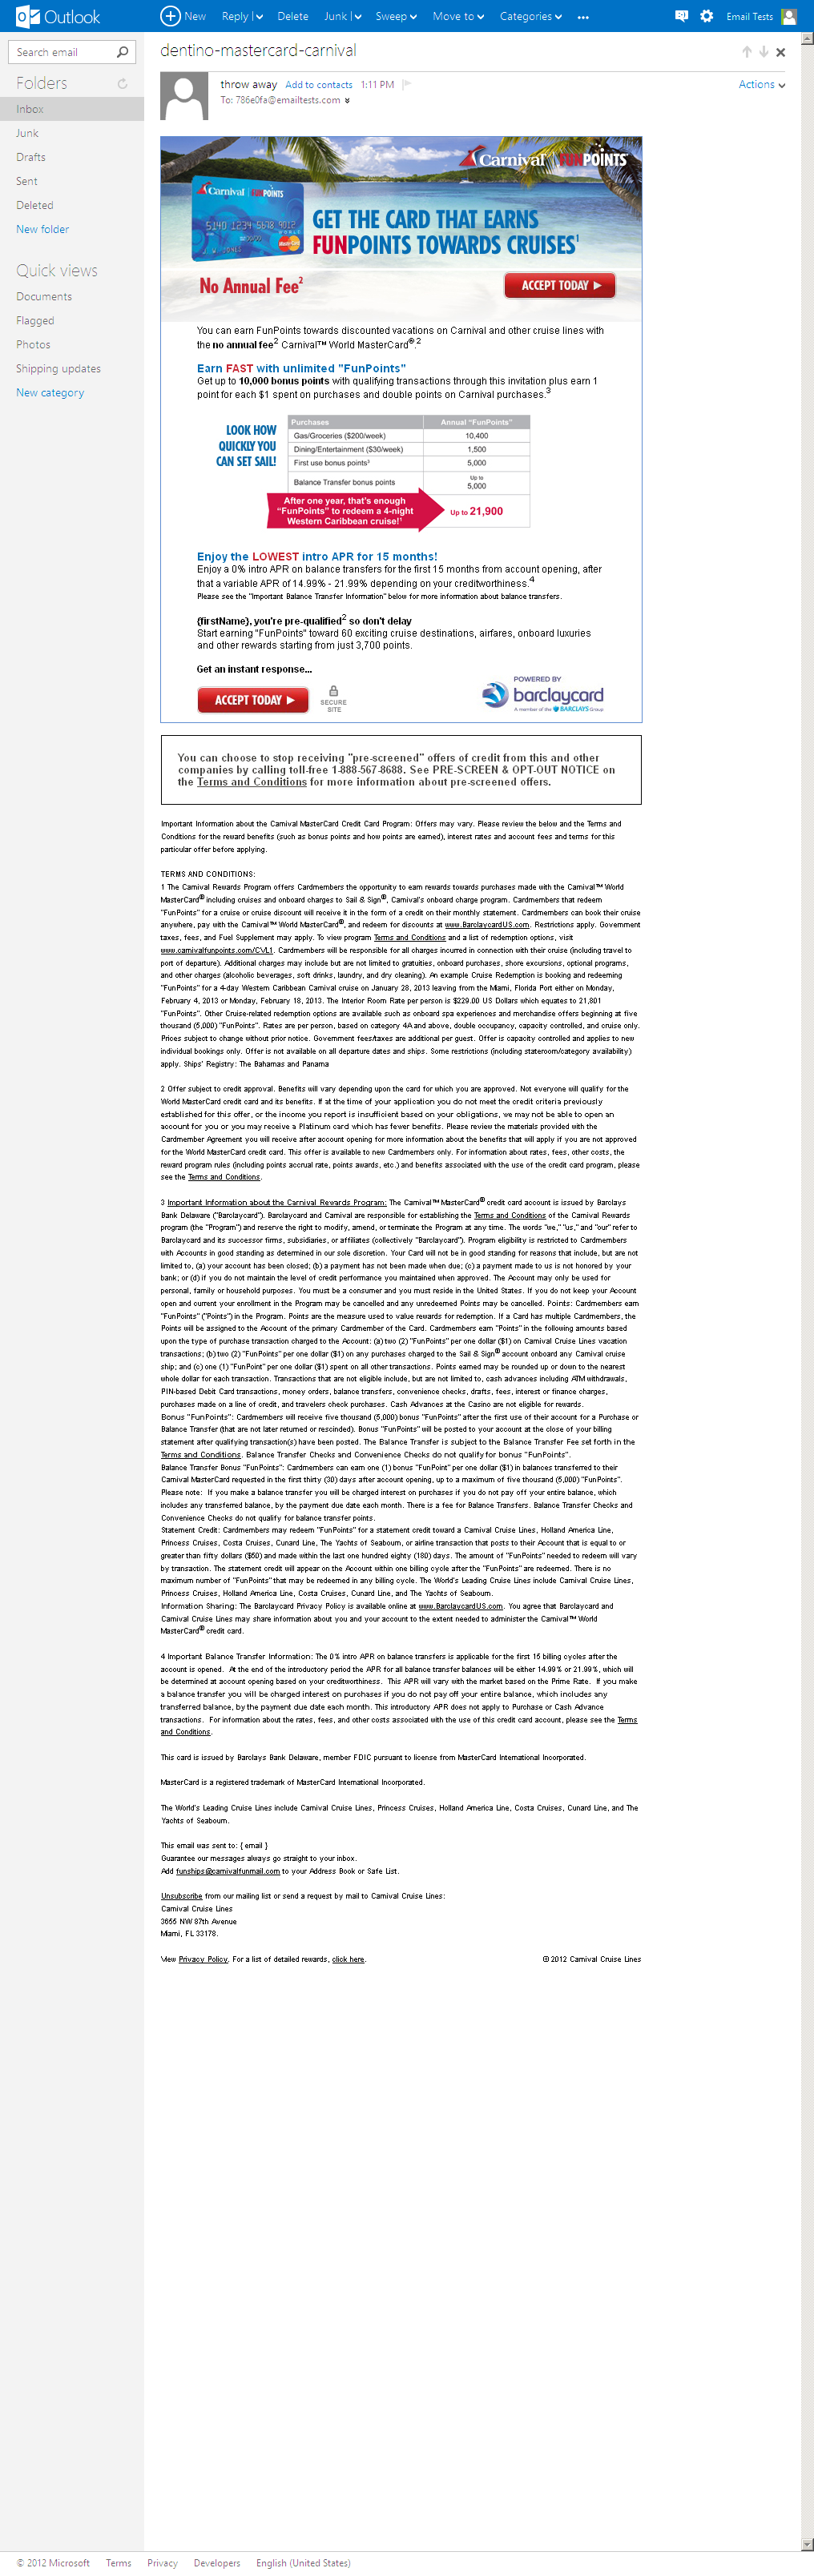 Outlook
New Reply Delete Junk Sweep Move to Categories ••• Email Tests
Search email
Folders
Inbox
Junk
Drafts
Sent
Deleted
New folder
Quick views
Documents
Flagged
Photos
Shipping updates
New category
dentino-mastercard-carnival
throw away Add to contacts 1:11 PM
Actions
To: 786e0fa@emailtests.com
Carnival | FUNPOINTS
Carnival | FUNPOINTS
5140 1234 5678 9012
MasterCard
GET THE CARD THAT EARNS
FUNPOINTS TOWARDS CRUISES¹
No Annual Fee²
ACCEPT TODAY
You can earn FunPoints towards discounted vacations on Carnival and other cruise lines with
the no annual fee² Carnival™ World MasterCard®.²
Earn FAST with unlimited "FunPoints"
Get up to 10,000 bonus points with qualifying transactions through this invitation plus earn 1
point for each $1 spent on purchases and double points on Carnival purchases.³
LOOK HOW
QUICKLY YOU
CAN SET SAIL!
Purchases Annual "FunPoints"
Gas/Groceries ($200/week) 10,400
Dining/Entertainment ($30/week) 1,500
First use bonus points³ 5,000
Balance Transfer bonus points Up to 5,000
After one year, that's enough
"FunPoints" to redeem a 4-night
Western Caribbean cruise!¹
Up to 21,900
Enjoy the LOWEST intro APR for 15 months!
Enjoy a 0% intro APR on balance transfers for the first 15 months from account opening, after
that a variable APR of 14.99% - 21.99% depending on your creditworthiness.⁴
Please see the "Important Balance Transfer Information" below for more information about balance transfers.
{firstName}, you're pre-qualified² so don't delay
Start earning "FunPoints" toward 60 exciting cruise destinations, airfares, onboard luxuries
and other rewards starting from just 3,700 points.
Get an instant response...
ACCEPT TODAY
SECURE
SITE
POWERED BY
barclaycard
A member of the BARCLAYS Group
You can choose to stop receiving "pre-screened" offers of credit from this and other
companies by calling toll-free 1-888-567-8688. See PRE-SCREEN & OPT-OUT NOTICE on
the Terms and Conditions for more information about pre-screened offers.
Important Information about the Carnival MasterCard Credit Card Program: Offers may vary. Please review the below and the Terms and
Conditions for the reward benefits (such as bonus points and how points are earned), interest rates and account fees and terms for this
particular offer before applying.
TERMS AND CONDITIONS:
1 The Carnival Rewards Program offers Cardmembers the opportunity to earn rewards towards purchases made with the Carnival™ World
MasterCard® including cruises and onboard charges to Sail & Sign®, Carnival's onboard charge program. Cardmembers that redeem
"FunPoints" for a cruise or cruise discount will receive it in the form of a credit on their monthly statement. Cardmembers can book their cruise
anywhere, pay with the Carnival™ World MasterCard®, and redeem for discounts at www.BarclaycardUS.com. Restrictions apply. Government
taxes, fees, and Fuel Supplement may apply. To view program Terms and Conditions and a list of redemption options, visit
www.carnivalfunpoints.com/CVL1. Cardmembers will be responsible for all charges incurred in connection with their cruise (including travel to
port of departure). Additional charges may include but are not limited to gratuities, onboard purchases, shore excursions, optional programs,
and other charges (alcoholic beverages, soft drinks, laundry, and dry cleaning). An example Cruise Redemption is booking and redeeming
"FunPoints" for a 4-day Western Caribbean Carnival cruise on January 28, 2013 leaving from the Miami, Florida Port either on Monday,
February 4, 2013 or Monday, February 18, 2013. The Interior Room Rate per person is $229.00 US Dollars which equates to 21,801
"FunPoints". Other Cruise-related redemption options are available such as onboard spa experiences and merchandise offers beginning at five
thousand (5,000) "FunPoints". Rates are per person, based on category 4A and above, double occupancy, capacity controlled, and cruise only.
Prices subject to change without prior notice. Government fees/taxes are additional per guest. Offer is capacity controlled and applies to new
individual bookings only. Offer is not available on all departure dates and ships. Some restrictions (including stateroom/category availability)
apply. Ships' Registry: The Bahamas and Panama
2 Offer subject to credit approval. Benefits will vary depending upon the card for which you are approved. Not everyone will qualify for the
World MasterCard credit card and its benefits. If at the time of your application you do not meet the credit criteria previously
established for this offer, or the income you report is insufficient based on your obligations, we may not be able to open an
account for you or you may receive a Platinum card which has fewer benefits. Please review the materials provided with the
Cardmember Agreement you will receive after account opening for more information about the benefits that will apply if you are not approved
for the World MasterCard credit card. This offer is available to new Cardmembers only. For information about rates, fees, other costs, the
reward program rules (including points accrual rate, points awards, etc.) and benefits associated with the use of the credit card program, please
see the Terms and Conditions.
3 Important Information about the Carnival Rewards Program: The Carnival™ MasterCard® credit card account is issued by Barclays
Bank Delaware ("Barclaycard"). Barclaycard and Carnival are responsible for establishing the Terms and Conditions of the Carnival Rewards
program (the "Program") and reserve the right to modify, amend, or terminate the Program at any time. The words "we," "us," and "our" refer to
Barclaycard and its successor firms, subsidiaries, or affiliates (collectively "Barclaycard"). Program eligibility is restricted to Cardmembers
with Accounts in good standing as determined in our sole discretion. Your Card will not be in good standing for reasons that include, but are not
limited to, (a) your account has been closed; (b) a payment has not been made when due; (c) a payment made to us is not honored by your
bank; or (d) if you do not maintain the level of credit performance you maintained when approved. The Account may only be used for
personal, family or household purposes. You must be a consumer and you must reside in the United States. If you do not keep your Account
open and current your enrollment in the Program may be cancelled and any unredeemed Points may be cancelled. Points: Cardmembers earn
"FunPoints" ("Points") in the Program. Points are the measure used to value rewards for redemption. If a Card has multiple Cardmembers, the
Points will be assigned to the Account of the primary Cardmember of the Card. Cardmembers earn "Points" in the following amounts based
upon the type of purchase transaction charged to the Account: (a) two (2) "FunPoints" per one dollar ($1) on Carnival Cruise Lines vacation
transactions; (b) two (2) "FunPoints" per one dollar ($1) on any purchases charged to the Sail & Sign® account onboard any Carnival cruise
ship; and (c) one (1) "FunPoint" per one dollar ($1) spent on all other transactions. Points earned may be rounded up or down to the nearest
whole dollar for each transaction. Transactions that are not eligible include, but are not limited to, cash advances including ATM withdrawals,
PIN-based Debit Card transactions, money orders, balance transfers, convenience checks, drafts, fees, interest or finance charges,
purchases made on a line of credit, and travelers check purchases. Cash Advances at the Casino are not eligible for rewards.
Bonus "FunPoints": Cardmembers will receive five thousand (5,000) bonus "FunPoints" after the first use of their account for a Purchase or
Balance Transfer (that are not later returned or rescinded). Bonus "FunPoints" will be posted to your account at the close of your billing
statement after qualifying transaction(s) have been posted. The Balance Transfer is subject to the Balance Transfer Fee set forth in the
Terms and Conditions. Balance Transfer Checks and Convenience Checks do not qualify for bonus "FunPoints".
Balance Transfer Bonus "FunPoints": Cardmembers can earn one (1) bonus "FunPoint" per one dollar ($1) in balances transferred to their
Carnival MasterCard requested in the first thirty (30) days after account opening, up to a maximum of five thousand (5,000) "FunPoints".
Please note: If you make a balance transfer you will be charged interest on purchases if you do not pay off your entire balance, which
includes any transferred balance, by the payment due date each month. There is a fee for Balance Transfers. Balance Transfer Checks and
Convenience Checks do not qualify for balance transfer points.
Statement Credit: Cardmembers may redeem "FunPoints" for a statement credit toward a Carnival Cruise Lines, Holland America Line,
Princess Cruises, Costa Cruises, Cunard Line, The Yachts of Seabourn, or airline transaction that posts to their Account that is equal to or
greater than fifty dollars ($50) and made within the last one hundred eighty (180) days. The amount of "FunPoints" needed to redeem will vary
by transaction. The statement credit will appear on the Account within one billing cycle after the "FunPoints" are redeemed. There is no
maximum number of "FunPoints" that may be redeemed in any billing cycle. The World's Leading Cruise Lines include Carnival Cruise Lines,
Princess Cruises, Holland America Line, Costa Cruises, Cunard Line, and The Yachts of Seabourn.
Information Sharing: The Barclaycard Privacy Policy is available online at www.BarclaycardUS.com. You agree that Barclaycard and
Carnival Cruise Lines may share information about you and your account to the extent needed to administer the Carnival™ World
MasterCard® credit card.
4 Important Balance Transfer Information: The 0% intro APR on balance transfers is applicable for the first 15 billing cycles after the
account is opened. At the end of the introductory period the APR for all balance transfer balances will be either 14.99% or 21.99%, which will
be determined at account opening based on your creditworthiness. This APR will vary with the market based on the Prime Rate. If you make
a balance transfer you will be charged interest on purchases if you do not pay off your entire balance, which includes any
transferred balance, by the payment due date each month. This introductory APR does not apply to Purchase or Cash Advance
transactions. For information about the rates, fees, and other costs associated with the use of this credit card account, please see the Terms
and Conditions.
This card is issued by Barclays Bank Delaware, member FDIC pursuant to license from MasterCard International Incorporated.
MasterCard is a registered trademark of MasterCard International Incorporated.
The World's Leading Cruise Lines include Carnival Cruise Lines, Princess Cruises, Holland America Line, Costa Cruises, Cunard Line, and The
Yachts of Seabourn.
This email was sent to: { email }
Guarantee our messages always go straight to your inbox.
Add funships@carnivalfunmail.com to your Address Book or Safe List.
Unsubscribe from our mailing list or send a request by mail to Carnival Cruise Lines:
Carnival Cruise Lines
3655 NW 87th Avenue
Miami, FL 33178.
View Privacy Policy. For a list of detailed rewards, click here. © 2012 Carnival Cruise Lines
© 2012 Microsoft Terms Privacy Developers English (United States)